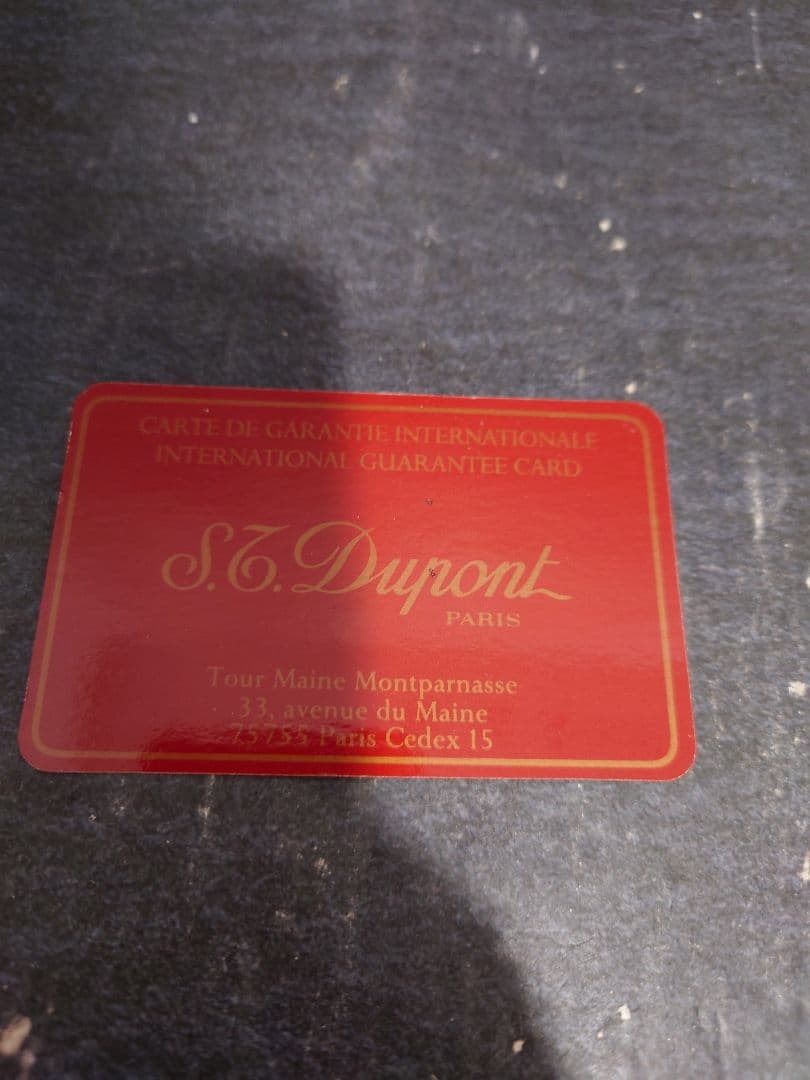 CARTE DE GARANTIE INTERNATIONALE
INTERNATIONAL GUARANTEE CARD
S.T. Dupont
PARIS
Tour Maine Montparnasse
33, avenue du Maine
75755 Paris Cedex 15